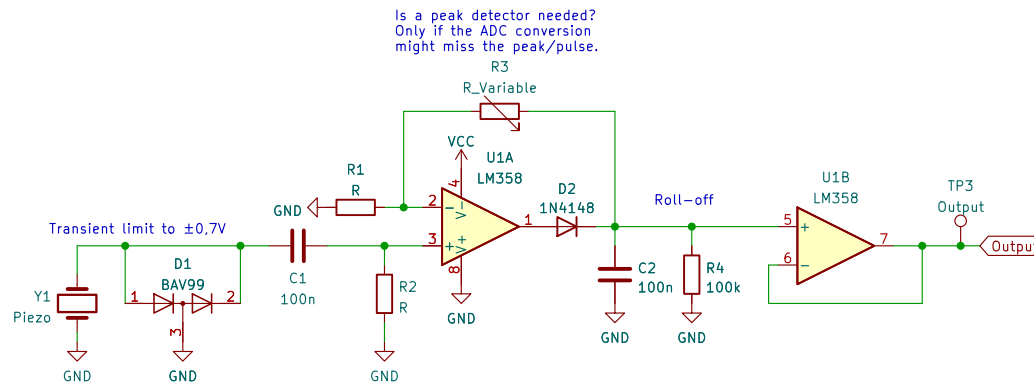 Is a peak detector needed?
Only if the ADC conversion
might miss the peak/pulse.
R3
R_Variable
VCC
U1A
LM358
R1
R
GND
4
2
V-
1
3
V+
8
GND
D2
1N4148
Roll-off
U1B
LM358
5
6
7
TP3
Output
Output
Transient limit to ±0,7V
D1
BAV99
1
2
3
Y1
Piezo
GND
GND
C1
100n
R2
R
GND
C2
100n
GND
R4
100k
GND